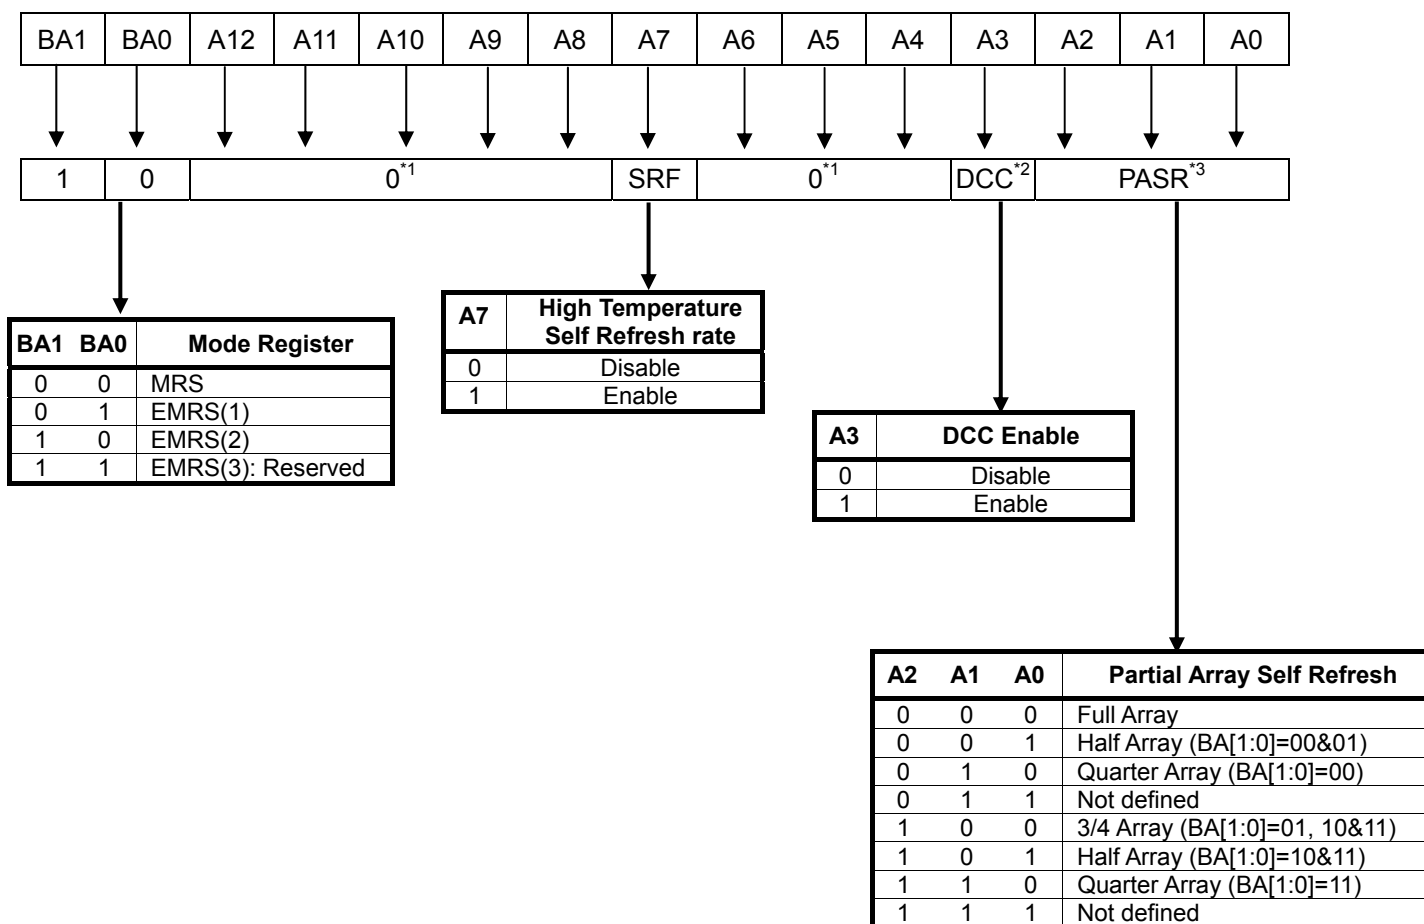 BA1 BA0 A12 A11 A10 A9 A8 A7 A6 A5 A4 A3 A2 A1 A0
1 0 0*1 SRF 0*1 DCC*2 PASR*3
BA1 BA0 Mode Register
0 0 MRS
0 1 EMRS(1)
1 0 EMRS(2)
1 1 EMRS(3): Reserved
A7 High Temperature
Self Refresh rate
0 Disable
1 Enable
A3 DCC Enable
0 Disable
1 Enable
A2 A1 A0 Partial Array Self Refresh
0 0 0 Full Array
0 0 1 Half Array (BA[1:0]=00&01)
0 1 0 Quarter Array (BA[1:0]=00)
0 1 1 Not defined
1 0 0 3/4 Array (BA[1:0]=01, 10&11)
1 0 1 Half Array (BA[1:0]=10&11)
1 1 0 Quarter Array (BA[1:0]=11)
1 1 1 Not defined